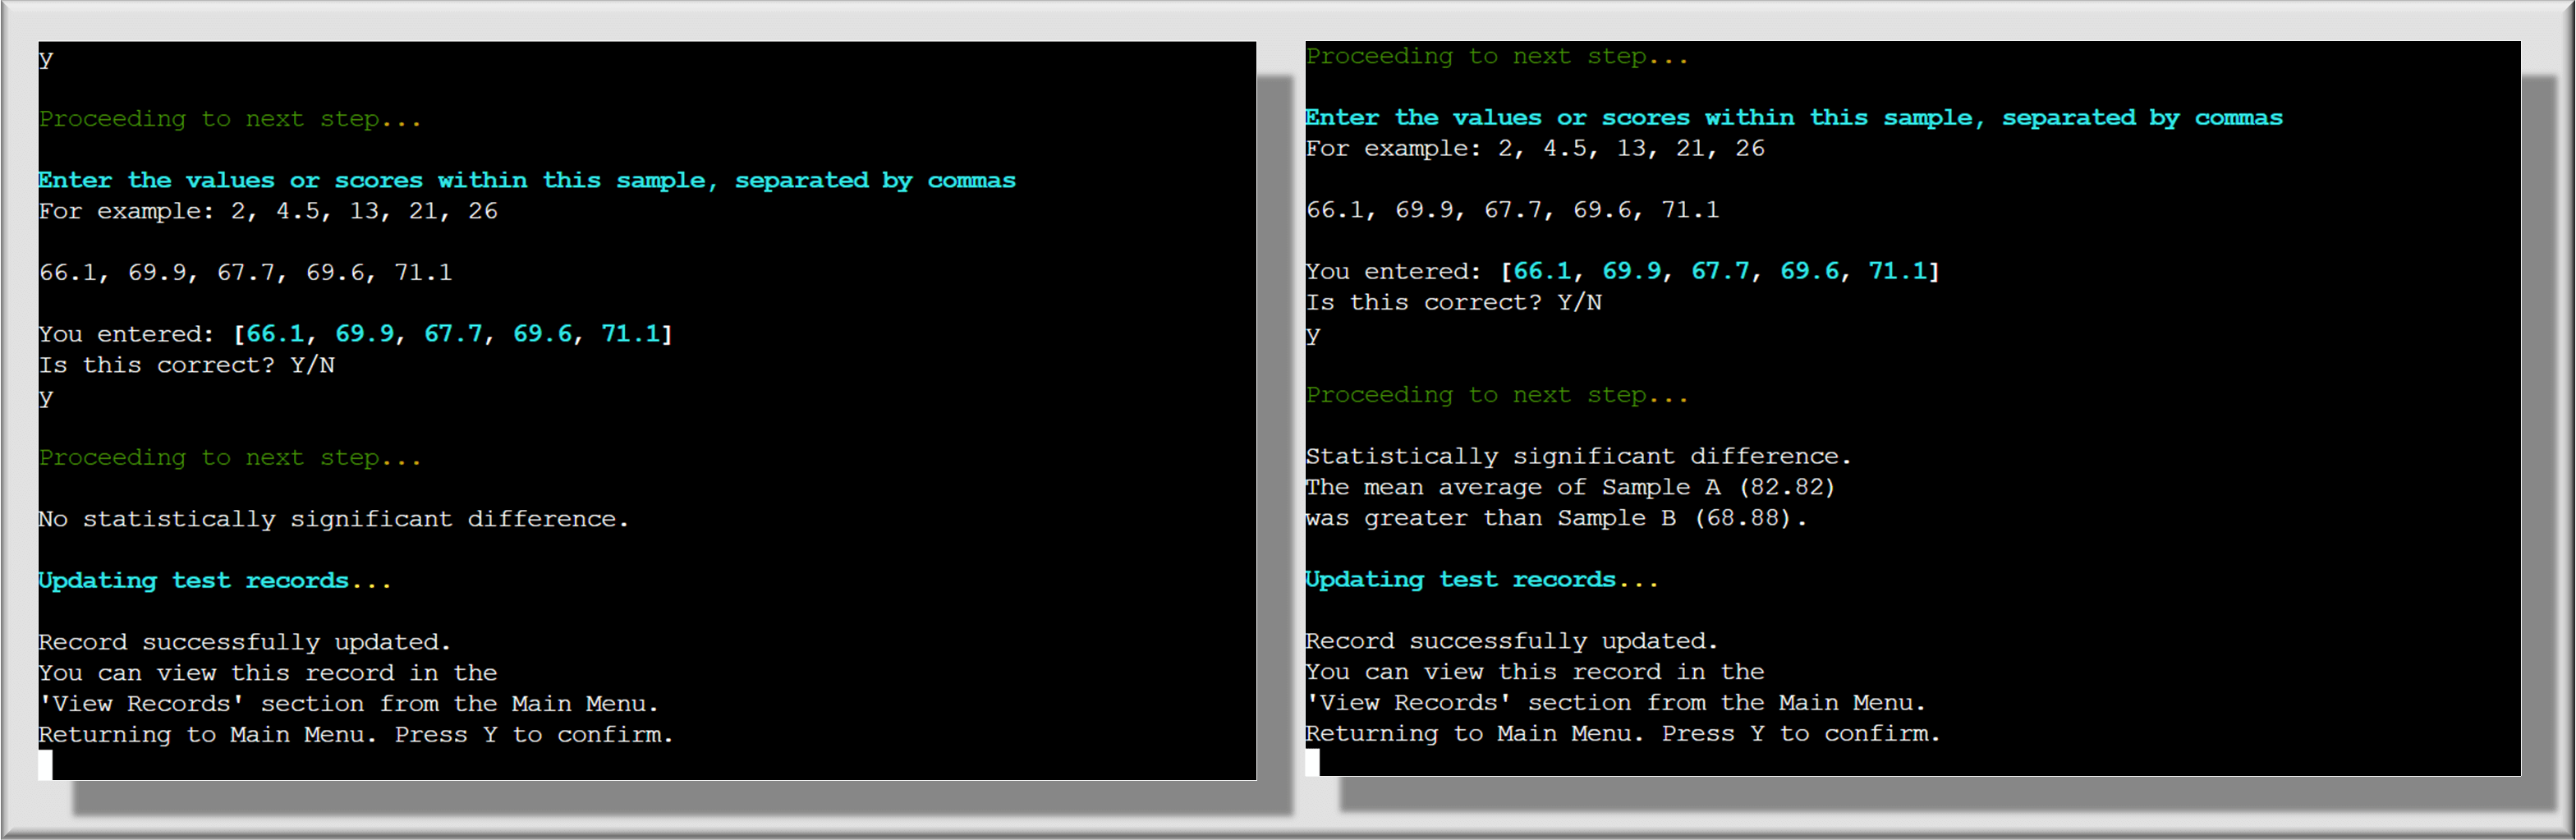 y
Proceeding to next step...
Enter the values or scores within this sample, separated by commas
For example: 2, 4.5, 13, 21, 26
66.1, 69.9, 67.7, 69.6, 71.1
You entered: [66.1, 69.9, 67.7, 69.6, 71.1]
Is this correct? Y/N
y
Proceeding to next step...
No statistically significant difference.
Updating test records...
Record successfully updated.
You can view this record in the
'View Records' section from the Main Menu.
Returning to Main Menu. Press Y to confirm.
Proceeding to next step...
Enter the values or scores within this sample, separated by commas
For example: 2, 4.5, 13, 21, 26
66.1, 69.9, 67.7, 69.6, 71.1
You entered: [66.1, 69.9, 67.7, 69.6, 71.1]
Is this correct? Y/N
y
Proceeding to next step...
Statistically significant difference.
The mean average of Sample A (82.82)
was greater than Sample B (68.88).
Updating test records...
Record successfully updated.
You can view this record in the
'View Records' section from the Main Menu.
Returning to Main Menu. Press Y to confirm.